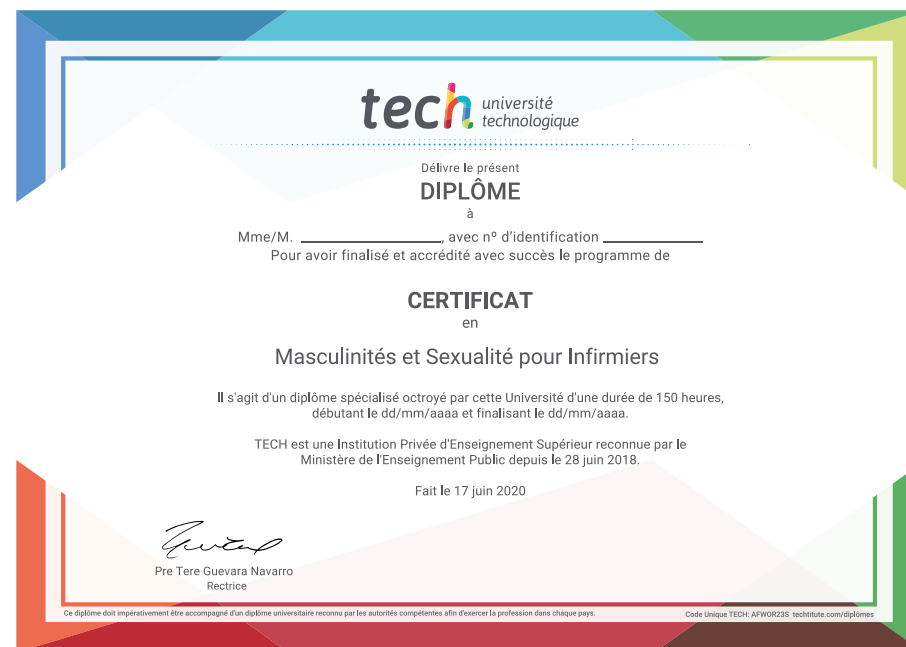 tech université
technologique
Délivre le présent
DIPLÔME
à
Mme/M. ____________________, avec nº d'identification ______________
Pour avoir finalisé et accrédité avec succès le programme de
CERTIFICAT
en
Masculinités et Sexualité pour Infirmiers
Il s'agit d'un diplôme spécialisé octroyé par cette Université d'une durée de 150 heures,
débutant le dd/mm/aaaa et finalisant le dd/mm/aaaa.
TECH est une Institution Privée d'Enseignement Supérieur reconnue par le
Ministère de l'Enseignement Public depuis le 28 juin 2018.
Fait le 17 juin 2020
Pre Tere Guevara Navarro
Rectrice
Ce diplôme doit impérativement être accompagné d'un diplôme universitaire reconnu par les autorités compétentes afin d'exercer la profession dans chaque pays.
Code Unique TECH: AFWOR23S techtitute.com/diplômes